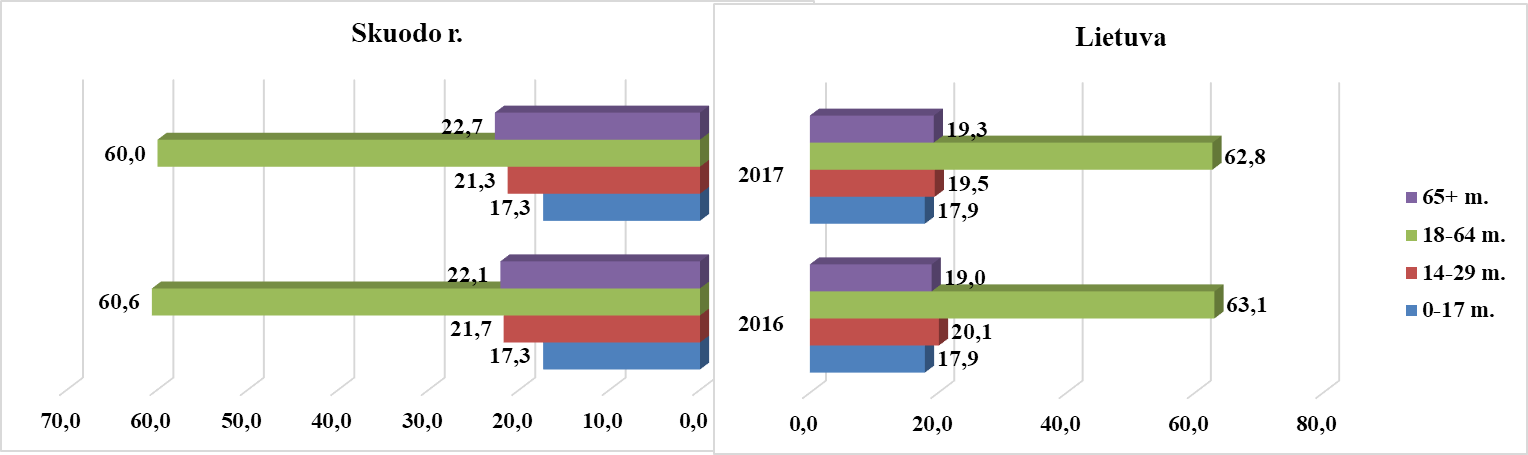 Skuodo r.
22,7
60,0
21,3
17,3
22,1
60,6
21,7
17,3
70,0 60,0 50,0 40,0 30,0 20,0 10,0 0,0
Lietuva
2017
19,3
62,8
19,5
17,9
2016
19,0
63,1
20,1
17,9
0,0 20,0 40,0 60,0 80,0
65+ m.
18-64 m.
14-29 m.
0-17 m.